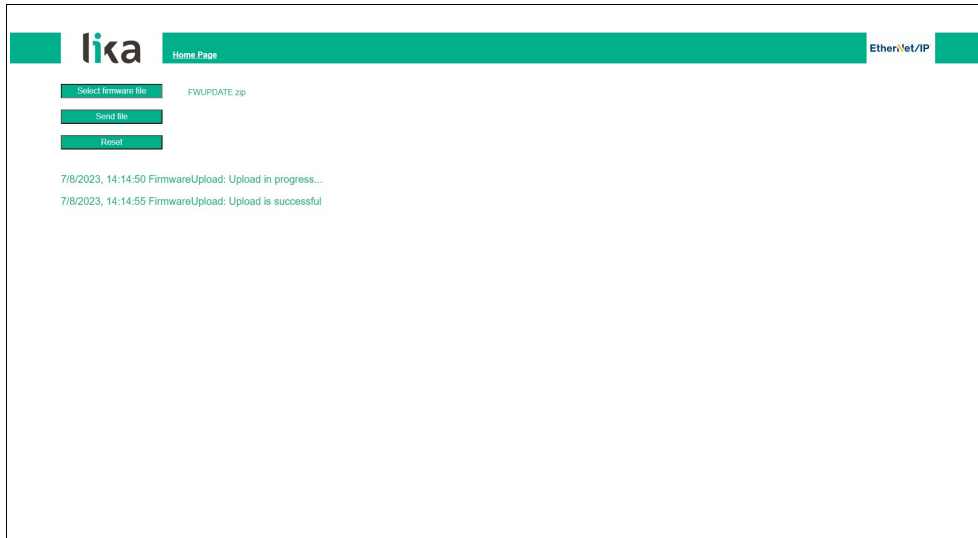 lika
Home Page
EtherNet/IP
Select firmware file
FWUPDATE.zip
Send file
Reset
7/8/2023, 14:14:50 FirmwareUpload: Upload in progress...
7/8/2023, 14:14:55 FirmwareUpload: Upload is successful